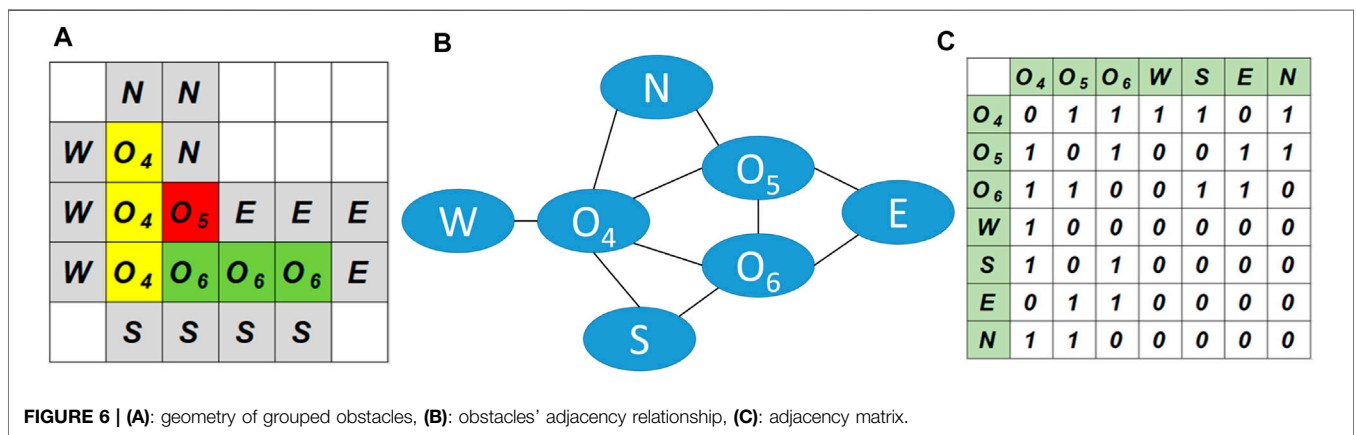 A
N N
W O₄ N
W O₄ O₅ E E E
W O₄ O₆ O₆ O₆ E
S S S S
B
N
O₅
W O₄ E
O₆
S
C
O₄ O₅ O₆ W S E N
O₄ 0 1 1 1 1 0 1
O₅ 1 0 1 0 0 1 1
O₆ 1 1 0 0 1 1 0
W 1 0 0 0 0 0 0
S 1 0 1 0 0 0 0
E 0 1 1 0 0 0 0
N 1 1 0 0 0 0 0
FIGURE 6 | (A): geometry of grouped obstacles, (B): obstacles' adjacency relationship, (C): adjacency matrix.